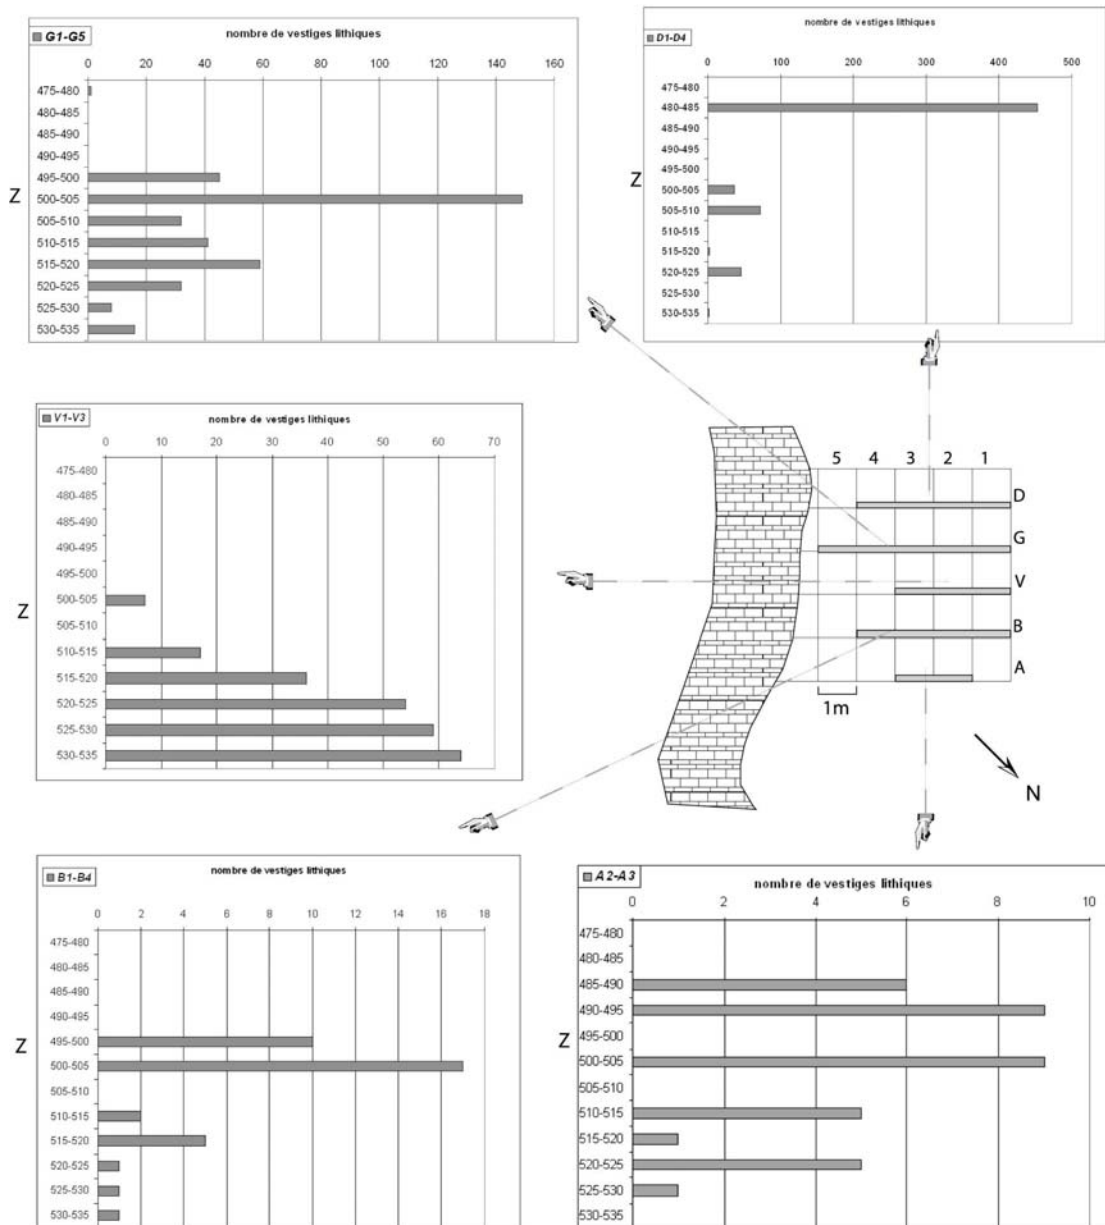 G1-G5
nombre de vestiges lithiques
0 20 40 60 80 100 120 140 160
475-480
480-485
485-490
490-495
495-500
500-505
505-510
510-515
515-520
520-525
525-530
530-535
Z
D1-D4
nombre de vestiges lithiques
0 100 200 300 400 500
475-480
480-485
485-490
490-495
495-500
500-505
505-510
510-515
515-520
520-525
525-530
530-535
Z
V1-V3
nombre de vestiges lithiques
0 10 20 30 40 50 60 70
475-480
480-485
485-490
490-495
495-500
500-505
505-510
510-515
515-520
520-525
525-530
530-535
Z
5 4 3 2 1
D
G
V
B
A
1m
N
B1-B4
nombre de vestiges lithiques
0 2 4 6 8 10 12 14 16 18
475-480
480-485
485-490
490-495
495-500
500-505
505-510
510-515
515-520
520-525
525-530
530-535
Z
A2-A3
nombre de vestiges lithiques
0 2 4 6 8 10
475-480
480-485
485-490
490-495
495-500
500-505
505-510
510-515
515-520
520-525
525-530
530-535
Z